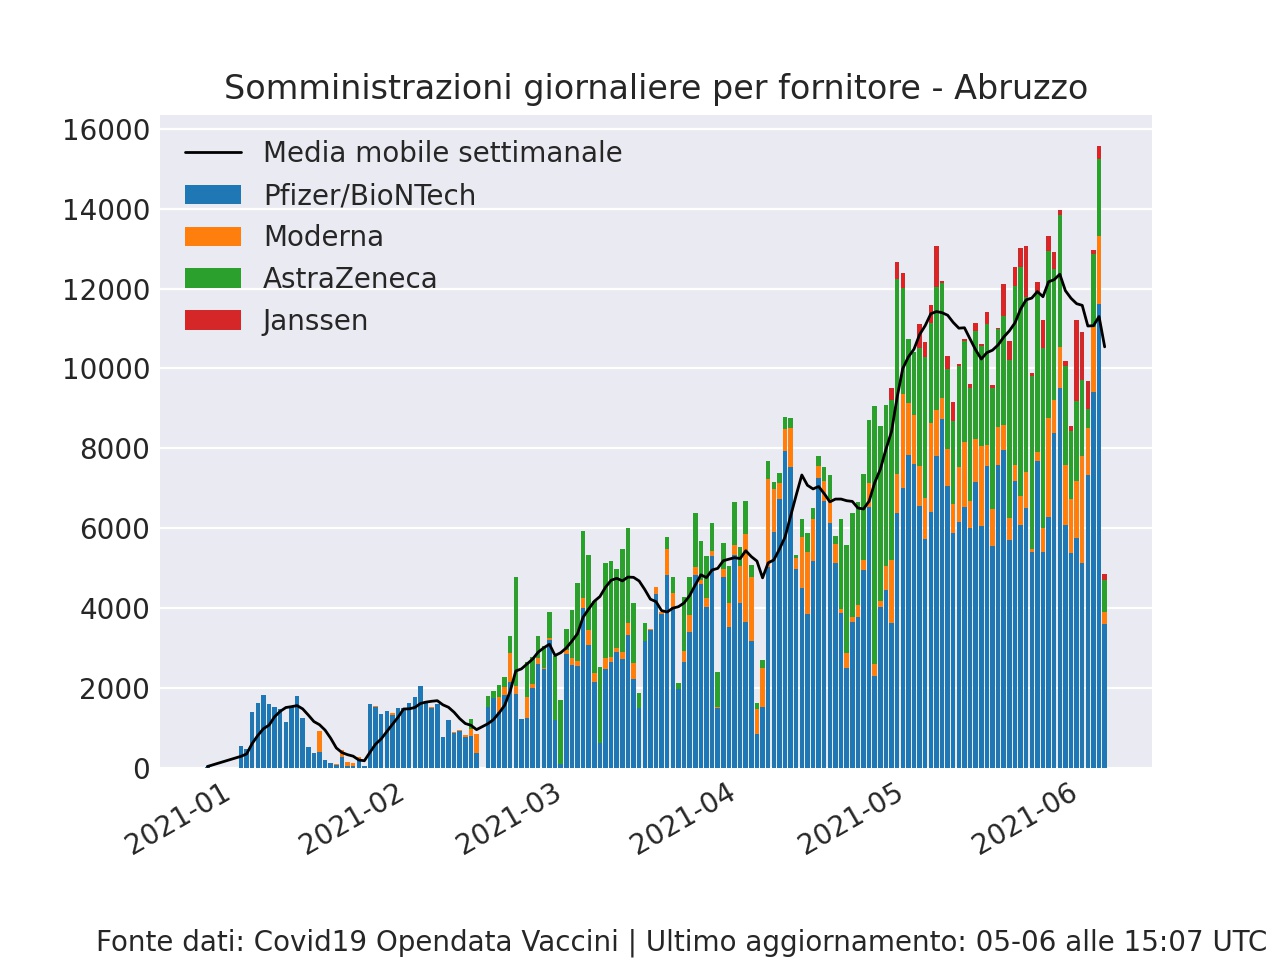 Somministrazioni giornaliere per fornitore - Abruzzo
16000
14000
12000
10000
8000
6000
4000
2000
0
Media mobile settimanale
Pfizer/BioNTech
Moderna
AstraZeneca
Janssen
2021-01
2021-02
2021-03
2021-04
2021-05
2021-06
Fonte dati: Covid19 Opendata Vaccini | Ultimo aggiornamento: 05-06 alle 15:07 UTC